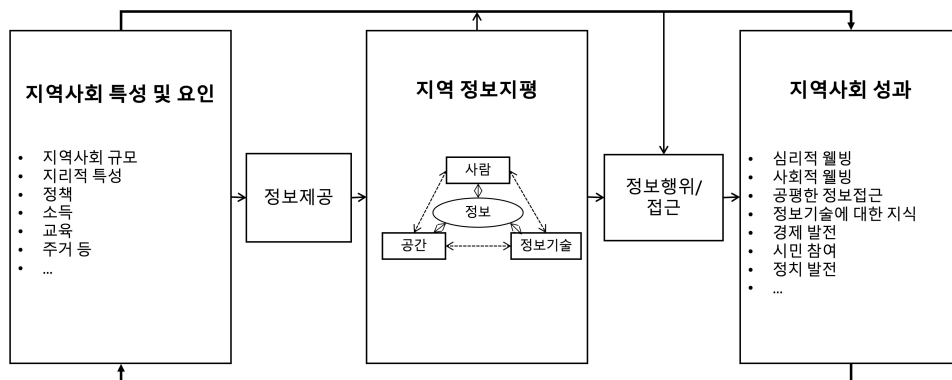 지역사회 특성 및 요인
• 지역사회 규모
• 지리적 특성
• 정책
• 소득
• 교육
• 주거 등
• ...
정보제공
지역 정보지평
사람
정보
공간
정보기술
정보행위/
접근
지역사회 성과
• 심리적 웰빙
• 사회적 웰빙
• 공평한 정보접근
• 정보기술에 대한 지식
• 경제 발전
• 시민 참여
• 정치 발전
• ...